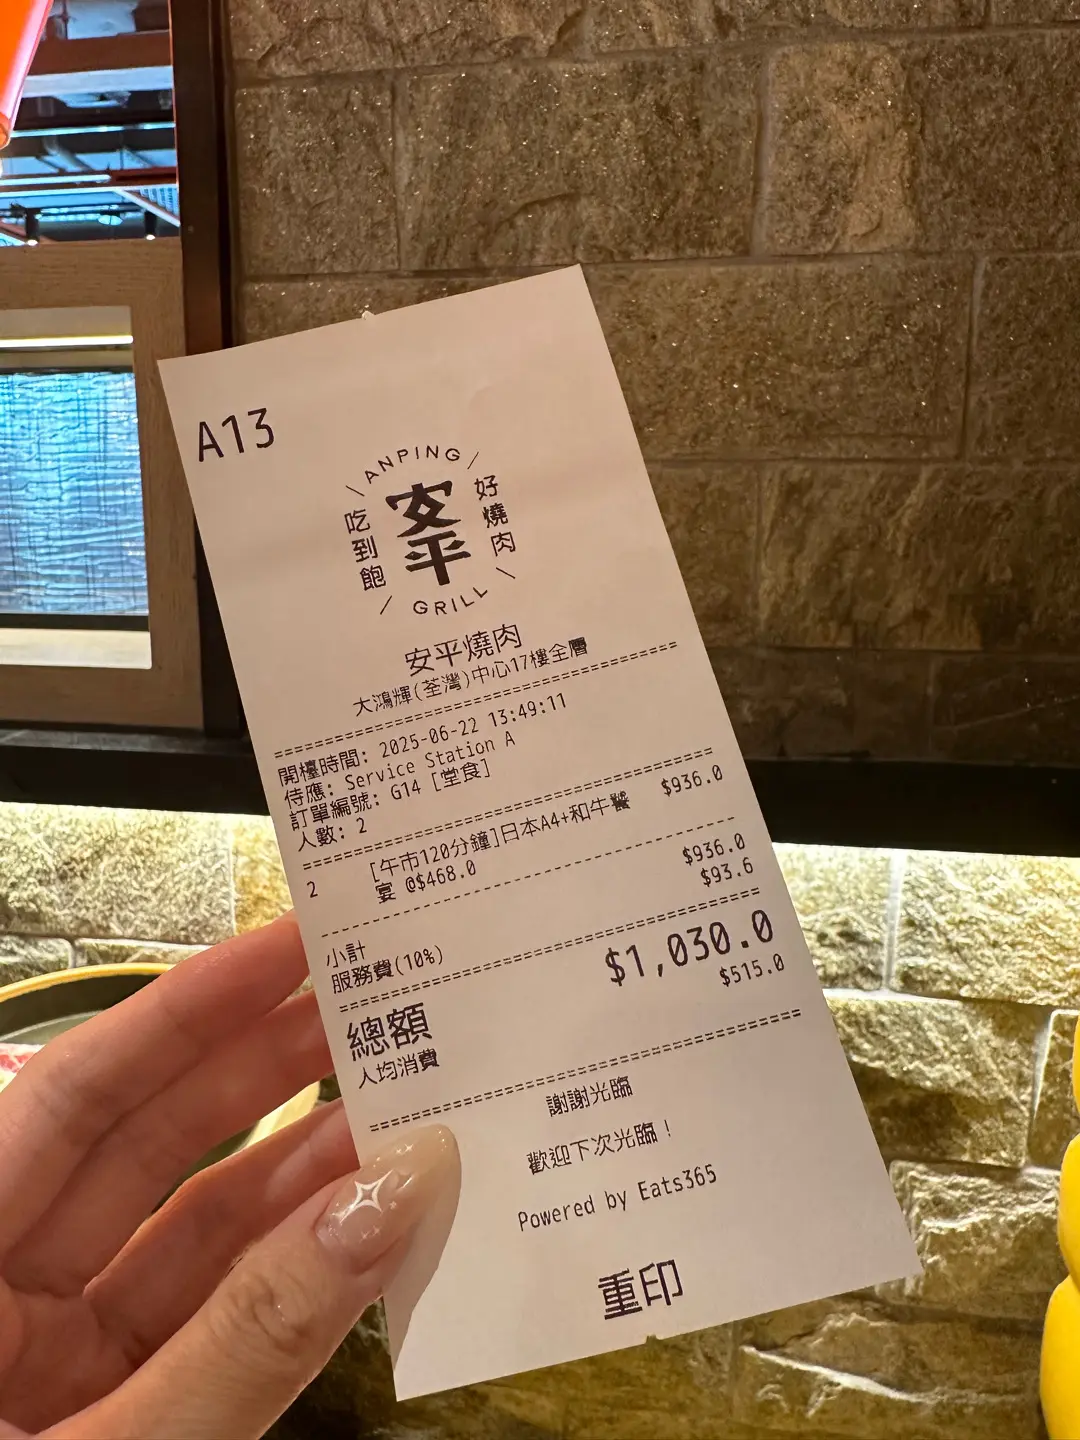 A13
ANPING
吃到飽
安平
好燒肉
GRILL
安平燒肉
大鴻輝(荃灣)中心17樓全層
開檯時間: 2025-06-22 13:49:11
侍應: Service Station A
訂單編號: G14 [堂食]
人數: 2
2 [午市120分鐘]日本A4+和牛饗 $936.0
宴 @$468.0
小計 $936.0
服務費(10%) $93.6
總額 $1,030.0
人均消費 $515.0
謝謝光臨
歡迎下次光臨！
Powered by Eats365
重印